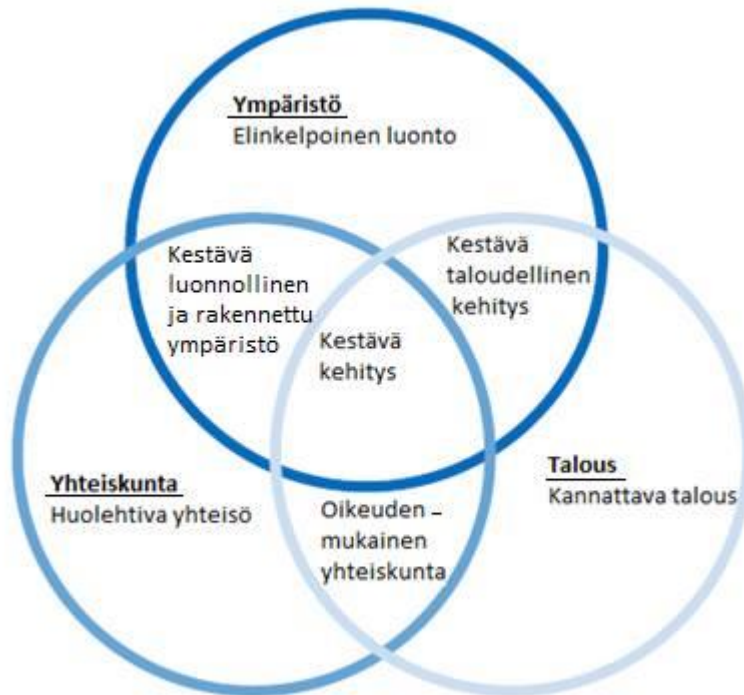 Ympäristö
Elinkelpoinen luonto
Kestävä
luonnollinen
ja rakennettu
ympäristö
Kestävä
taloudellinen
kehitys
Kestävä
kehitys
Yhteiskunta
Huolehtiva yhteisö
Talous
Kannattava talous
Oikeuden –
mukainen
yhteiskunta